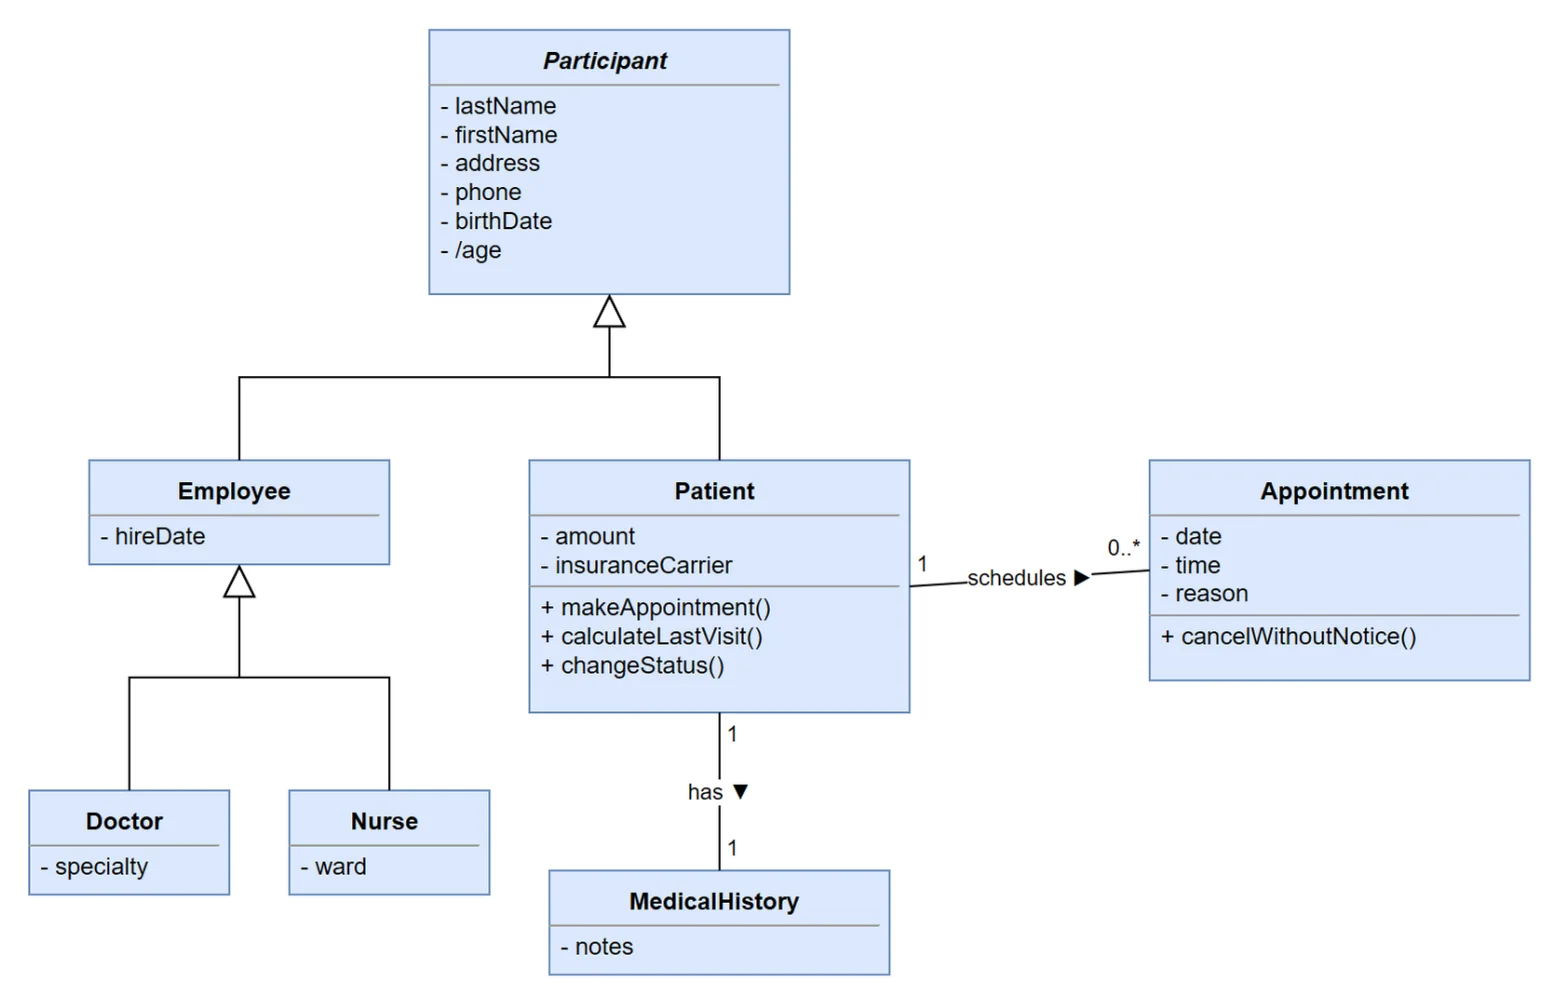 Participant
- lastName
- firstName
- address
- phone
- birthDate
- /age
Employee
- hireDate
Patient
- amount
- insuranceCarrier
+ makeAppointment()
+ calculateLastVisit()
+ changeStatus()
1
schedules ▶
0..*
Appointment
- date
- time
- reason
+ cancelWithoutNotice()
1
has ▼
1
Doctor
- specialty
Nurse
- ward
MedicalHistory
- notes